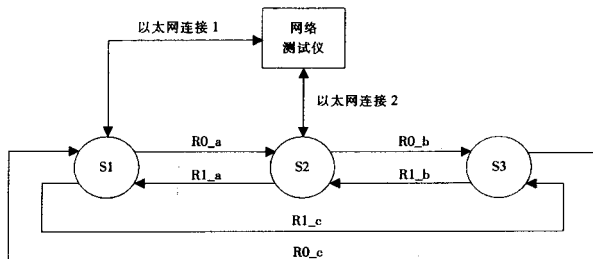 以太网连接 1
网络
测试仪
以太网连接 2
R0_a
R0_b
S1
S2
S3
R1_a
R1_b
R1_c
R0_c